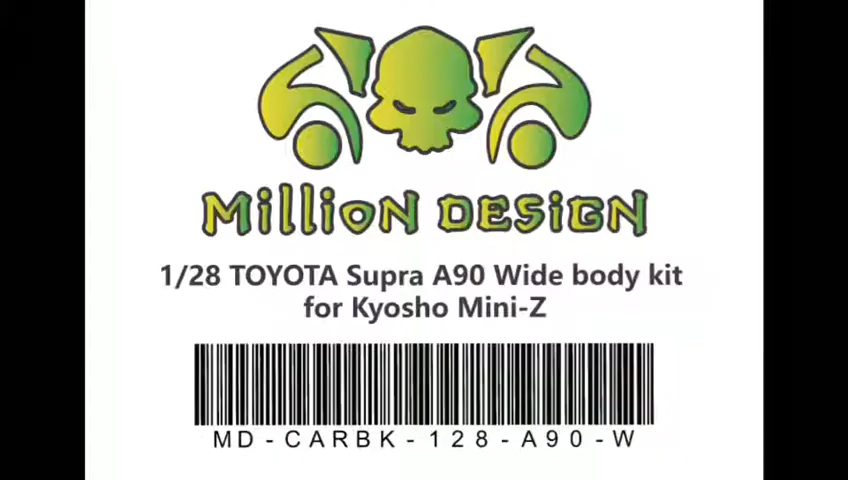 MilliON DESiGN
1/28 TOYOTA Supra A90 Wide body kit
for Kyosho Mini-Z
MD-CARBK-128-A90-W